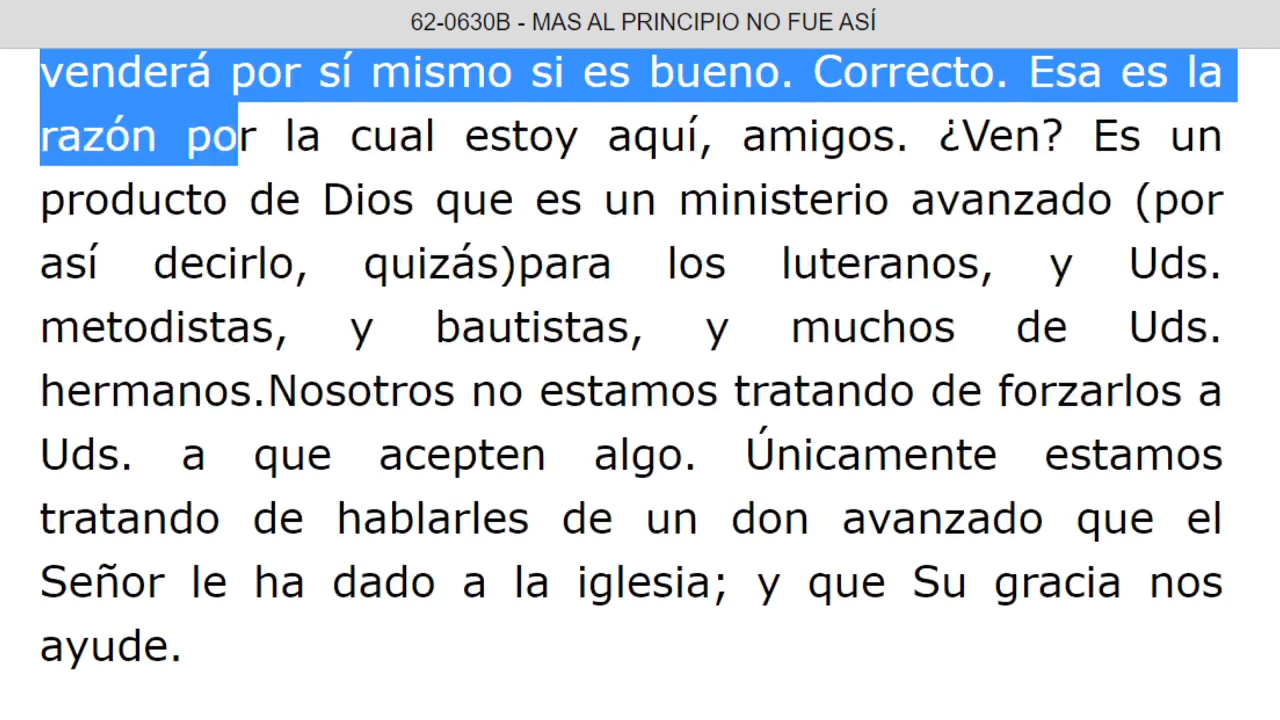 62-0630B - MAS AL PRINCIPIO NO FUE ASÍ
venderá por sí mismo si es bueno. Correcto. Esa es la
razón por la cual estoy aquí, amigos. ¿Ven? Es un
producto de Dios que es un ministerio avanzado (por
así decirlo, quizás)para los luteranos, y Uds.
metodistas, y bautistas, y muchos de Uds.
hermanos.Nosotros no estamos tratando de forzarlos a
Uds. a que acepten algo. Únicamente estamos
tratando de hablarles de un don avanzado que el
Señor le ha dado a la iglesia; y que Su gracia nos
ayude.